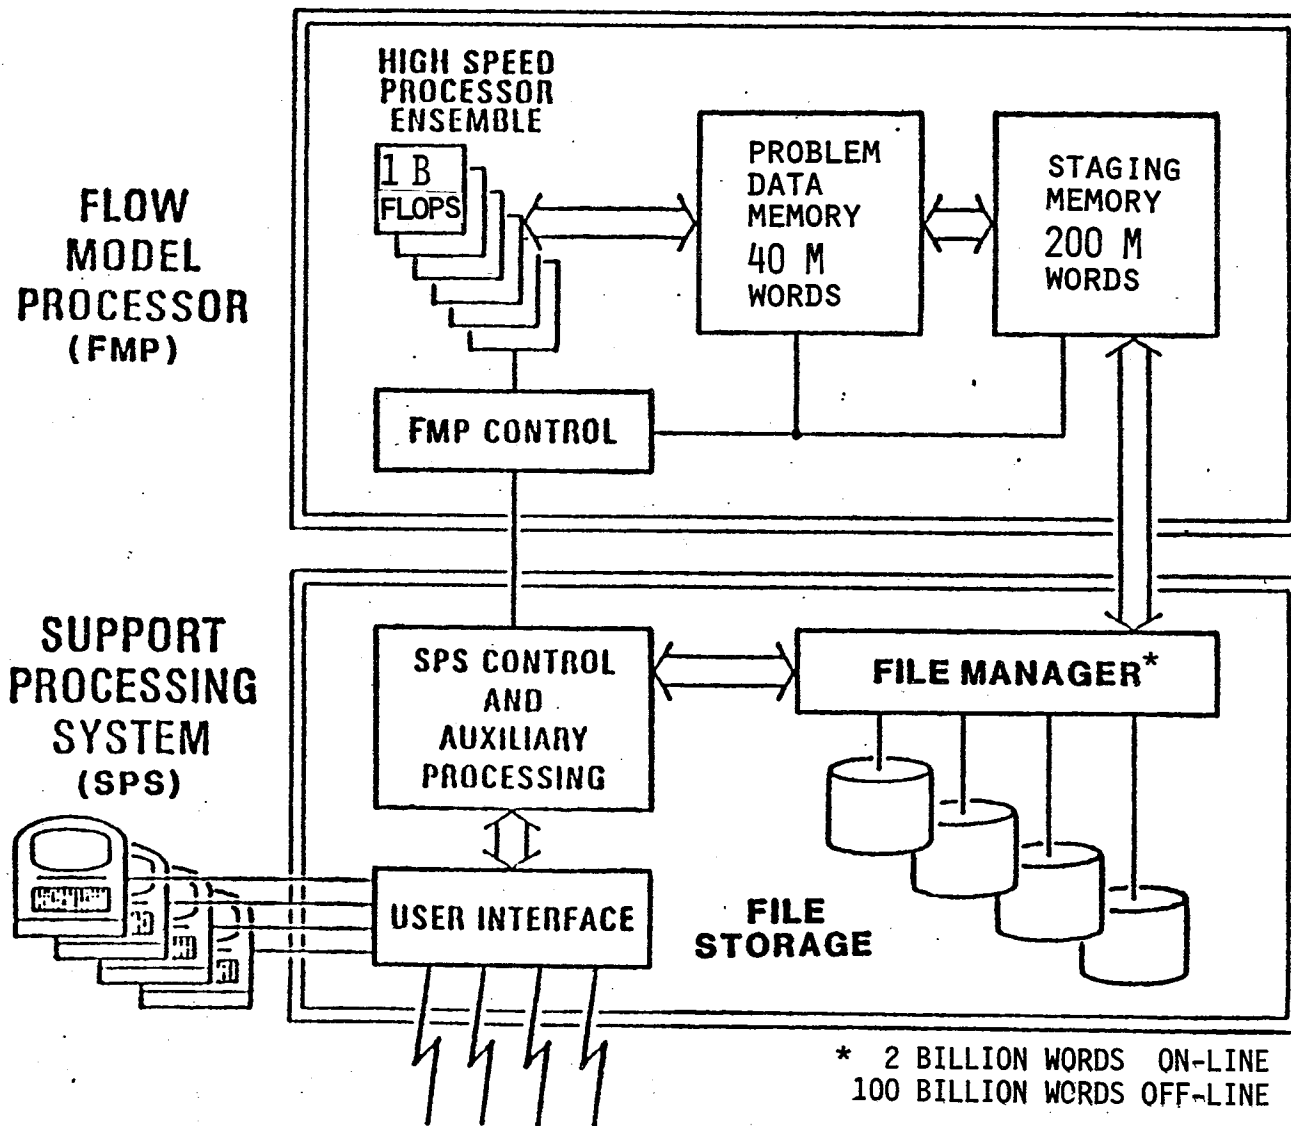 HIGH SPEED
PROCESSOR
ENSEMBLE
1 B
FLOPS
PROBLEM
DATA
MEMORY
40 M
WORDS
STAGING
MEMORY
200 M
WORDS
FLOW
MODEL
PROCESSOR
(FMP)
FMP CONTROL
SUPPORT
PROCESSING
SYSTEM
(SPS)
SPS CONTROL
AND
AUXILIARY
PROCESSING
FILE MANAGER*
USER INTERFACE
FILE
STORAGE
* 2 BILLION WORDS ON-LINE
100 BILLION WORDS OFF-LINE